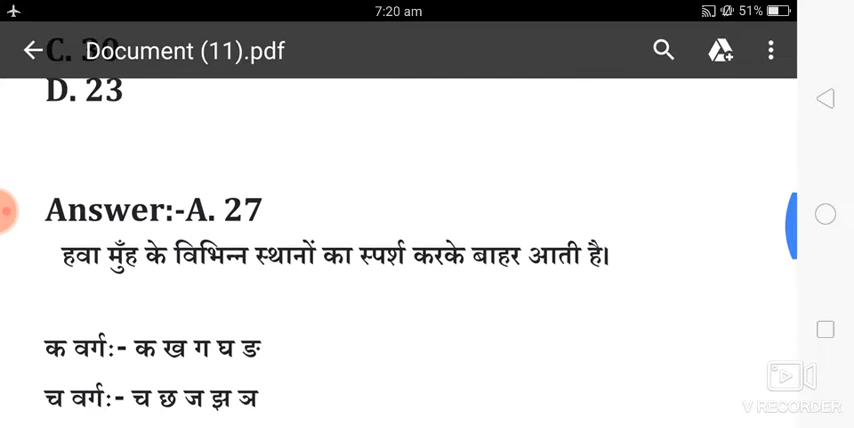 7:20 am
51%
Document (11).pdf
D. 23
Answer:-A. 27
हवा मुँह के विभिन्न स्थानों का स्पर्श करके बाहर आती है।
क वर्ग:- क ख ग घ ङ
च वर्ग:- च छ ज झ ञ
V RECORDER